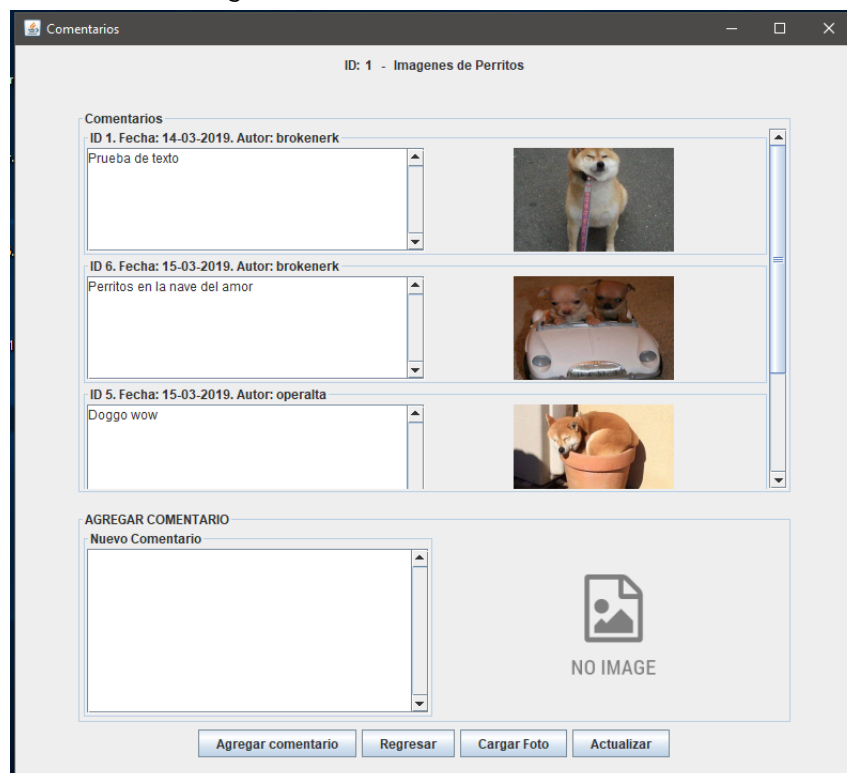 Comentarios
ID: 1 - Imagenes de Perritos
Comentarios
ID 1. Fecha: 14-03-2019. Autor: brokenerk
Prueba de texto
ID 6. Fecha: 15-03-2019. Autor: brokenerk
Perritos en la nave del amor
ID 5. Fecha: 15-03-2019. Autor: operalta
Doggo wow
AGREGAR COMENTARIO
Nuevo Comentario
NO IMAGE
Agregar comentario Regresar Cargar Foto Actualizar